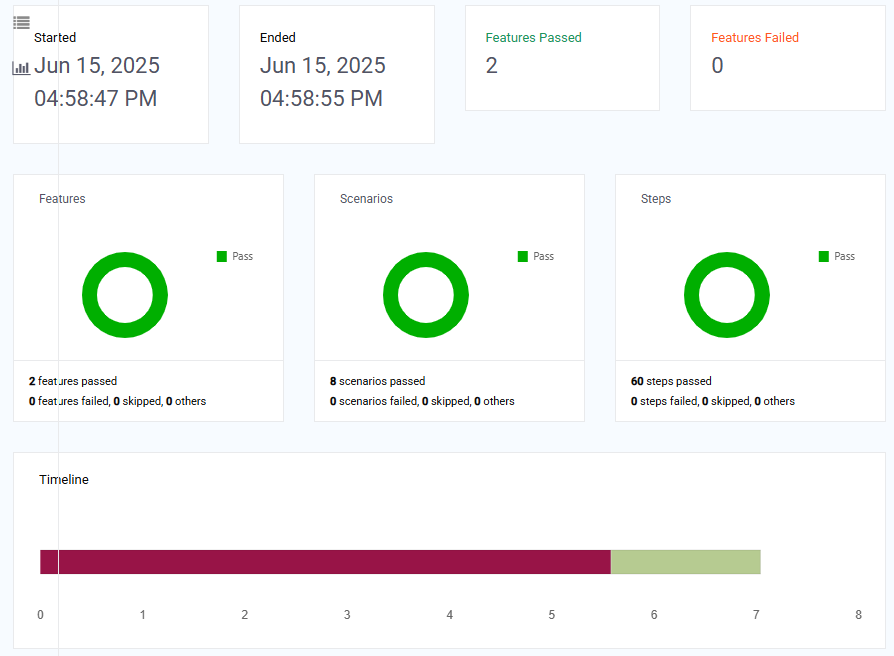 Started
Jun 15, 2025
04:58:47 PM
Ended
Jun 15, 2025
04:58:55 PM
Features Passed
2
Features Failed
0
Features
Pass
2 features passed
0 features failed, 0 skipped, 0 others
Scenarios
Pass
8 scenarios passed
0 scenarios failed, 0 skipped, 0 others
Steps
Pass
60 steps passed
0 steps failed, 0 skipped, 0 others
Timeline
0 1 2 3 4 5 6 7 8